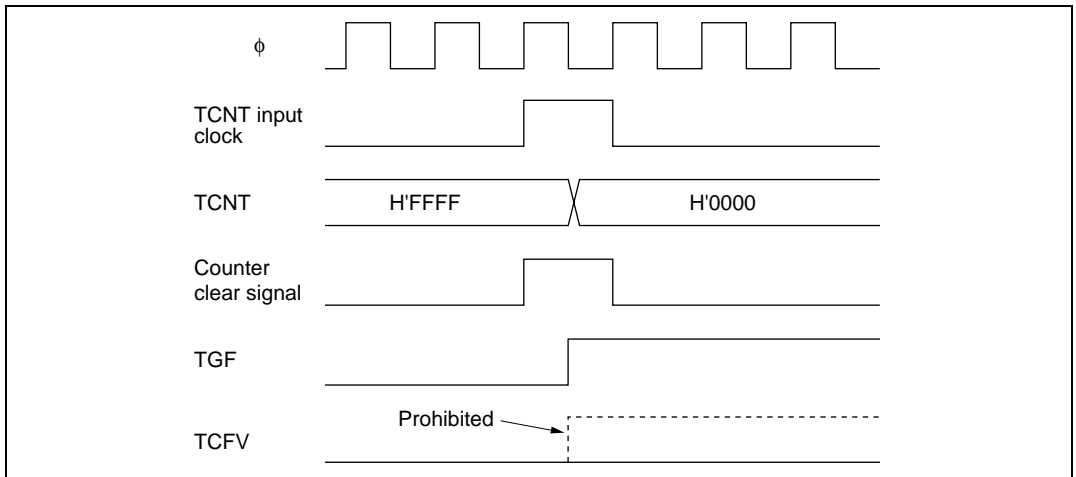 ϕ
TCNT input
clock
TCNT
H'FFFF
H'0000
Counter
clear signal
TGF
Prohibited
TCFV